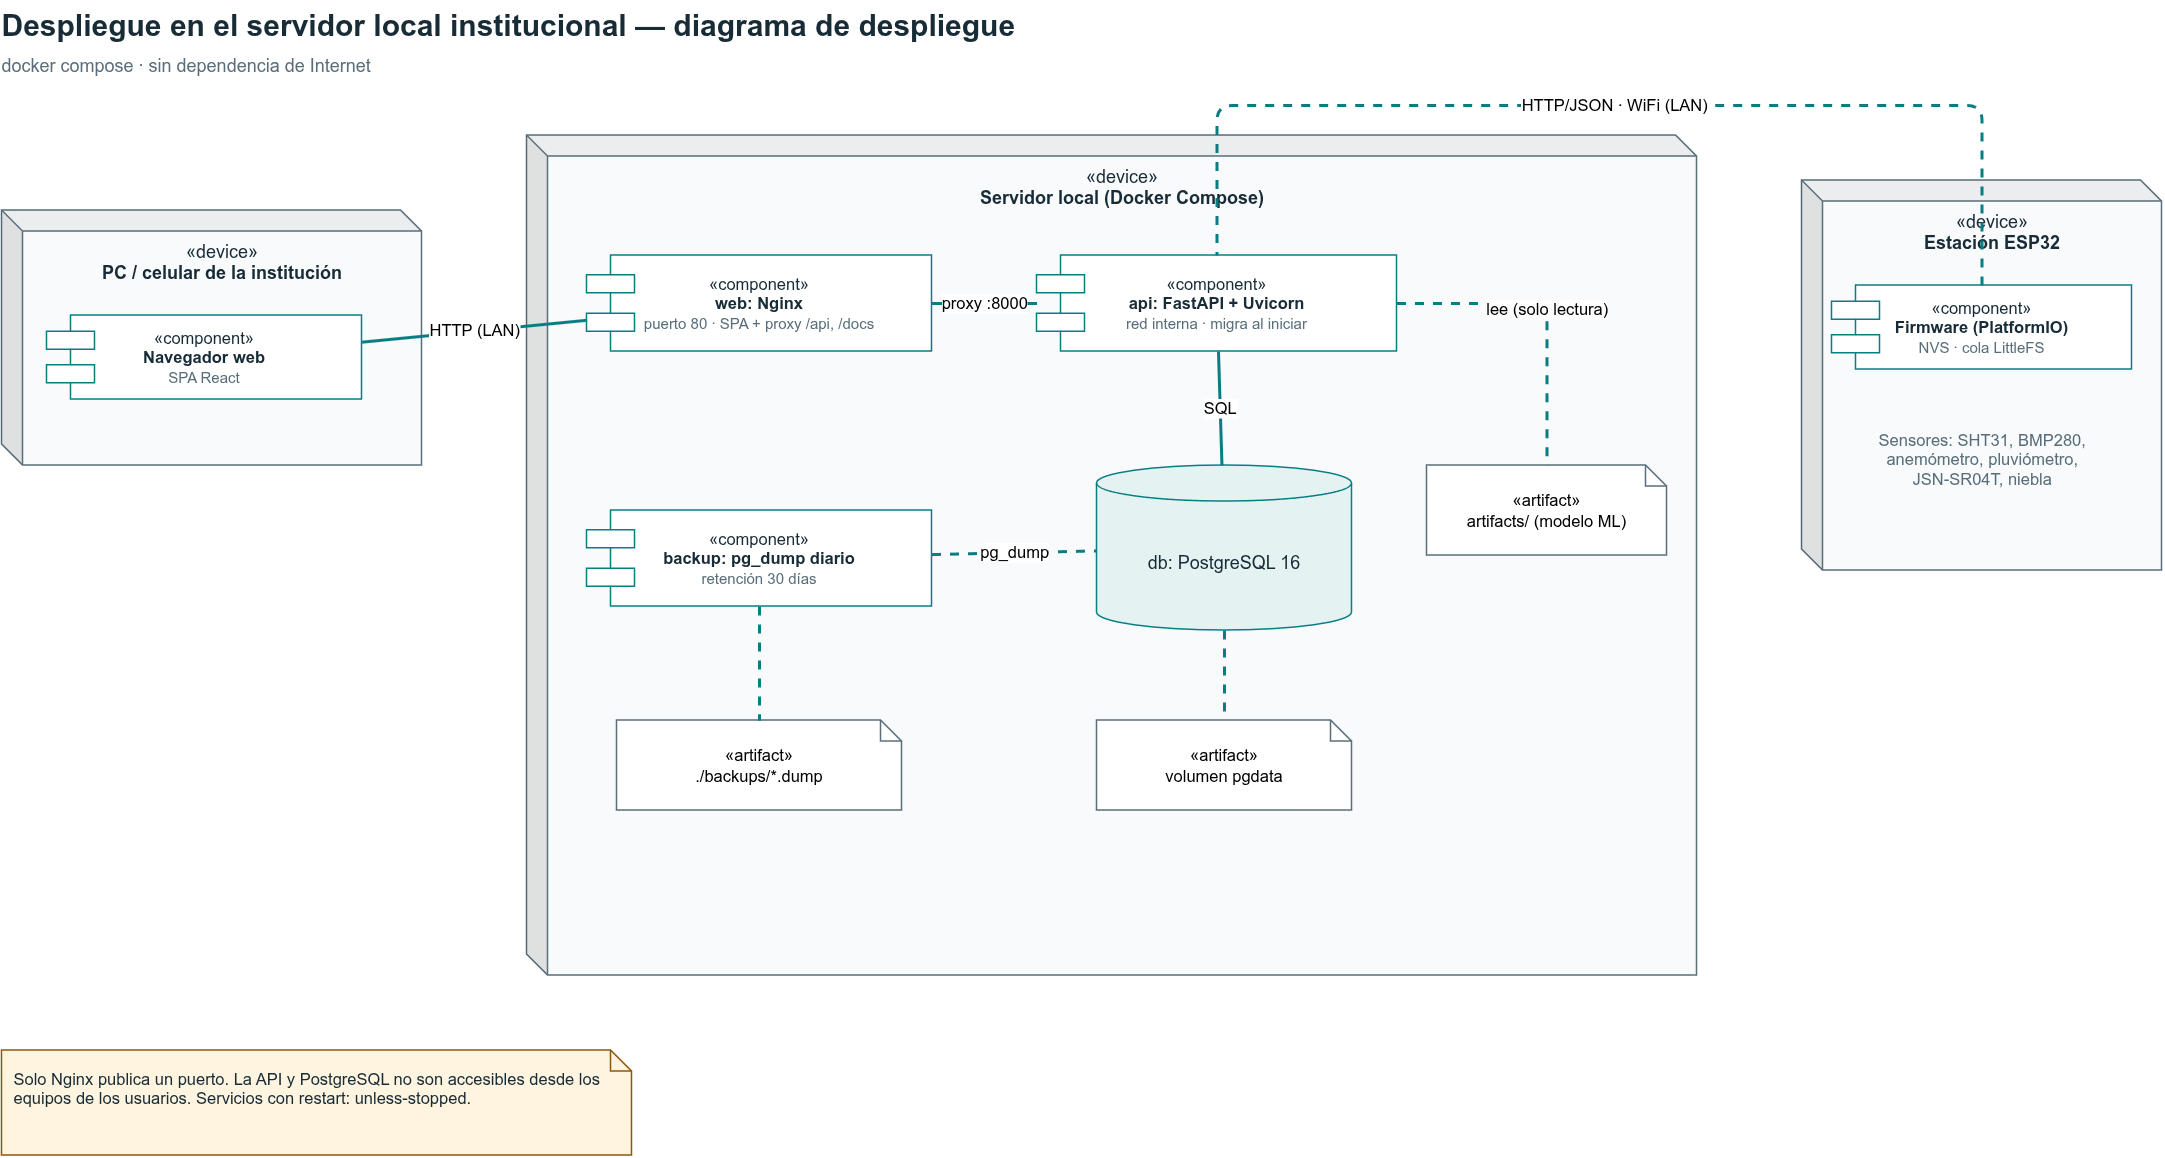 Despliegue en el servidor local institucional — diagrama de despliegue
docker compose · sin dependencia de Internet
HTTP/JSON · WiFi (LAN)
«device»
Servidor local (Docker Compose)
«device»
PC / celular de la institución
«component»
Navegador web
SPA React
HTTP (LAN)
«component»
web: Nginx
puerto 80 · SPA + proxy /api, /docs
proxy :8000
«component»
api: FastAPI + Uvicorn
red interna · migra al iniciar
lee (solo lectura)
«device»
Estación ESP32
«component»
Firmware (PlatformIO)
NVS · cola LittleFS
Sensores: SHT31, BMP280,
anemómetro, pluviómetro,
JSN-SR04T, niebla
SQL
«artifact»
artifacts/ (modelo ML)
«component»
backup: pg_dump diario
retención 30 días
pg_dump
db: PostgreSQL 16
«artifact»
./backups/*.dump
«artifact»
volumen pgdata
Solo Nginx publica un puerto. La API y PostgreSQL no son accesibles desde los
equipos de los usuarios. Servicios con restart: unless-stopped.